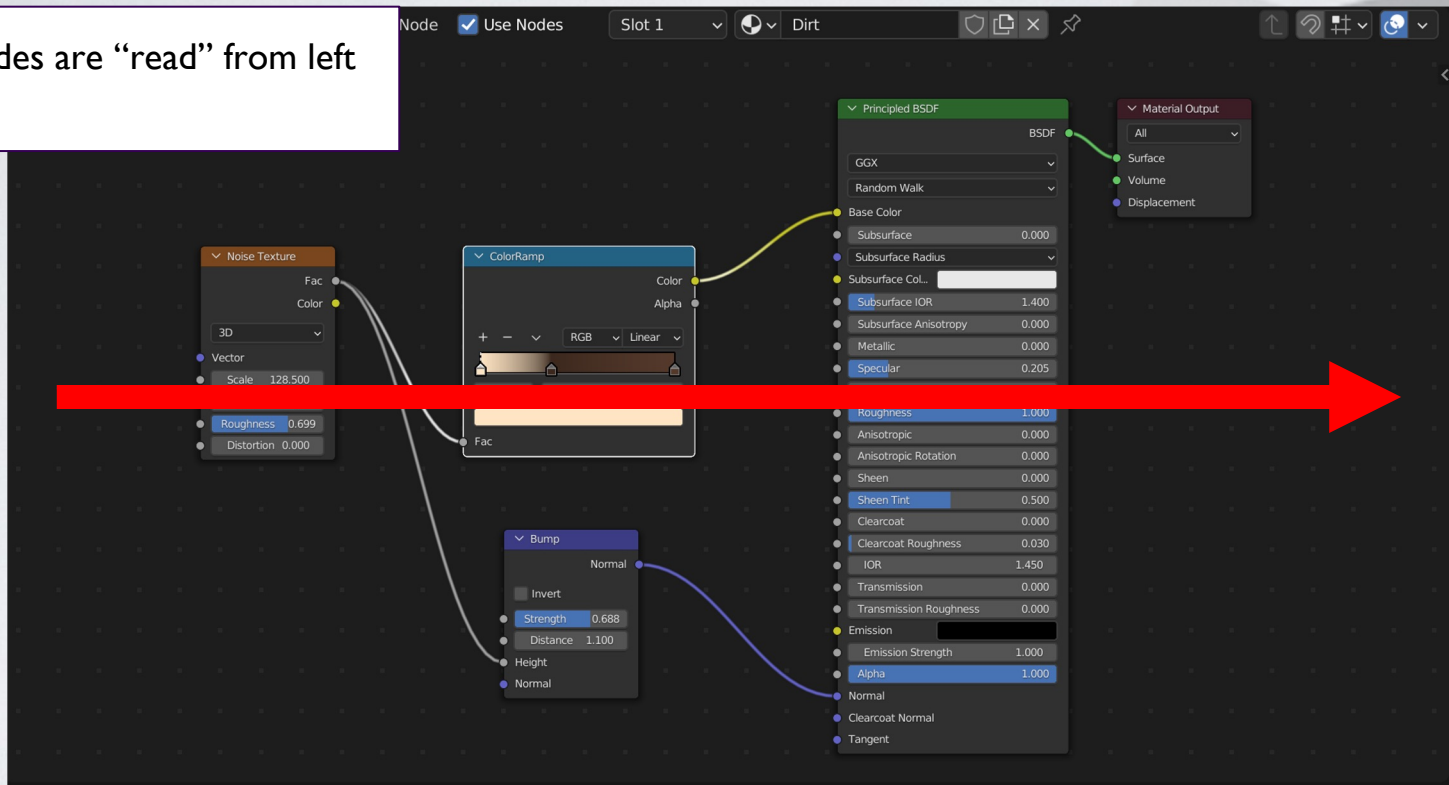 des are “read” from left
Node
Use Nodes
Slot 1
Dirt
Noise Texture
Fac
Color
3D
Vector
Scale 128.500
Roughness 0.699
Distortion 0.000
ColorRamp
Color
Alpha
+ − RGB Linear
Fac
Bump
Normal
Invert
Strength 0.688
Distance 1.100
Height
Normal
Principled BSDF
BSDF
GGX
Random Walk
Base Color
Subsurface 0.000
Subsurface Radius
Subsurface Col...
Subsurface IOR 1.400
Subsurface Anisotropy 0.000
Metallic 0.000
Specular 0.205
Roughness 1.000
Anisotropic 0.000
Anisotropic Rotation 0.000
Sheen 0.000
Sheen Tint 0.500
Clearcoat 0.000
Clearcoat Roughness 0.030
IOR 1.450
Transmission 0.000
Transmission Roughness 0.000
Emission
Emission Strength 1.000
Alpha 1.000
Normal
Clearcoat Normal
Tangent
Material Output
All
Surface
Volume
Displacement